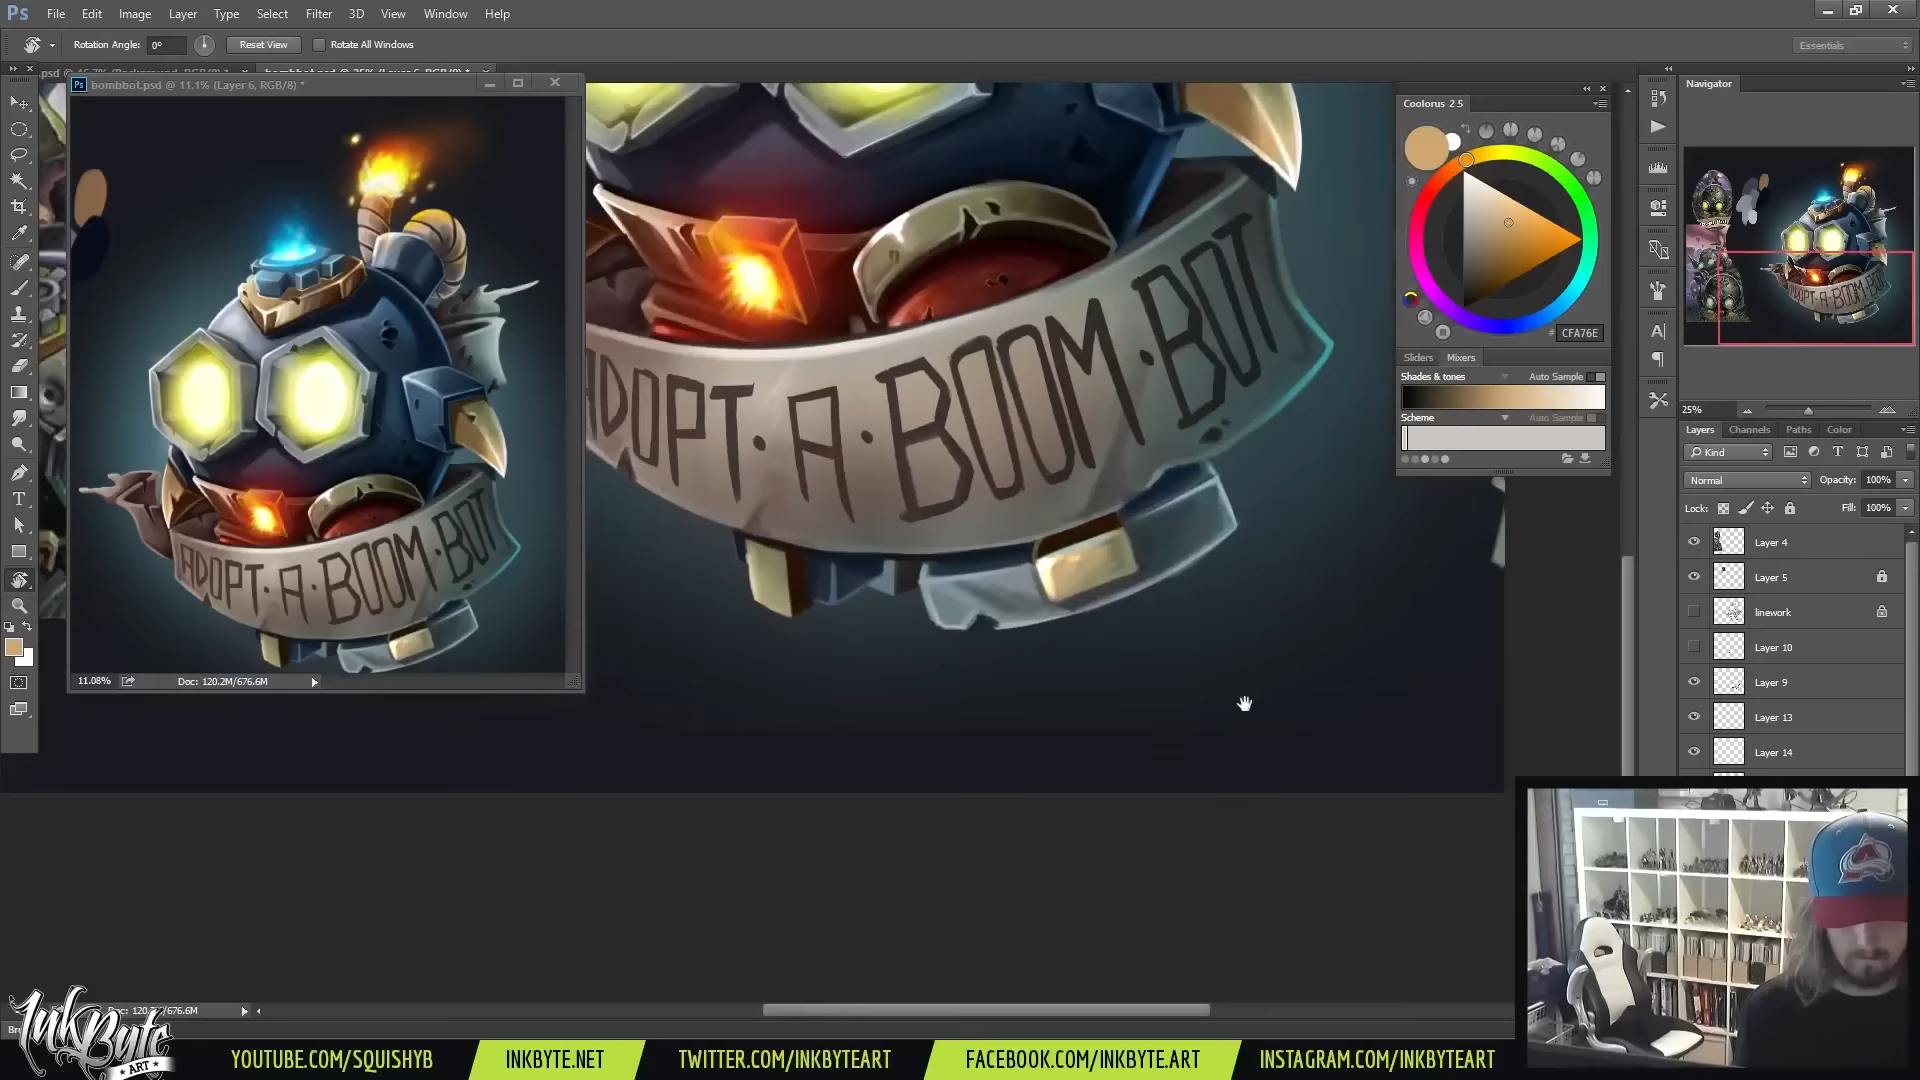 Ps File Edit Image Layer Type Select Filter 3D View Window Help
Rotation Angle: 0° Reset View Rotate All Windows Essentials
bombbot.psd @ 11.1% (Layer 6, RGB/8) *
ADOPT·A·BOOM·BOT
11.08% Doc: 120.2M/676.6M
ADOPT·A·BOOM·BOT
Coolorus 2.5
# CFA76E
Sliders Mixers
Shades & tones Auto Sample
Scheme Auto Sample
Navigator
25%
Layers Channels Paths Color
Kind
Normal Opacity: 100%
Lock: Fill: 100%
Layer 4
Layer 5
linework
Layer 10
Layer 9
Layer 13
Layer 14
InkByte
ART
YOUTUBE.COM/SQUISHYB INKBYTE.NET TWITTER.COM/INKBYTEART FACEBOOK.COM/INKBYTE.ART INSTAGRAM.COM/INKBYTEART